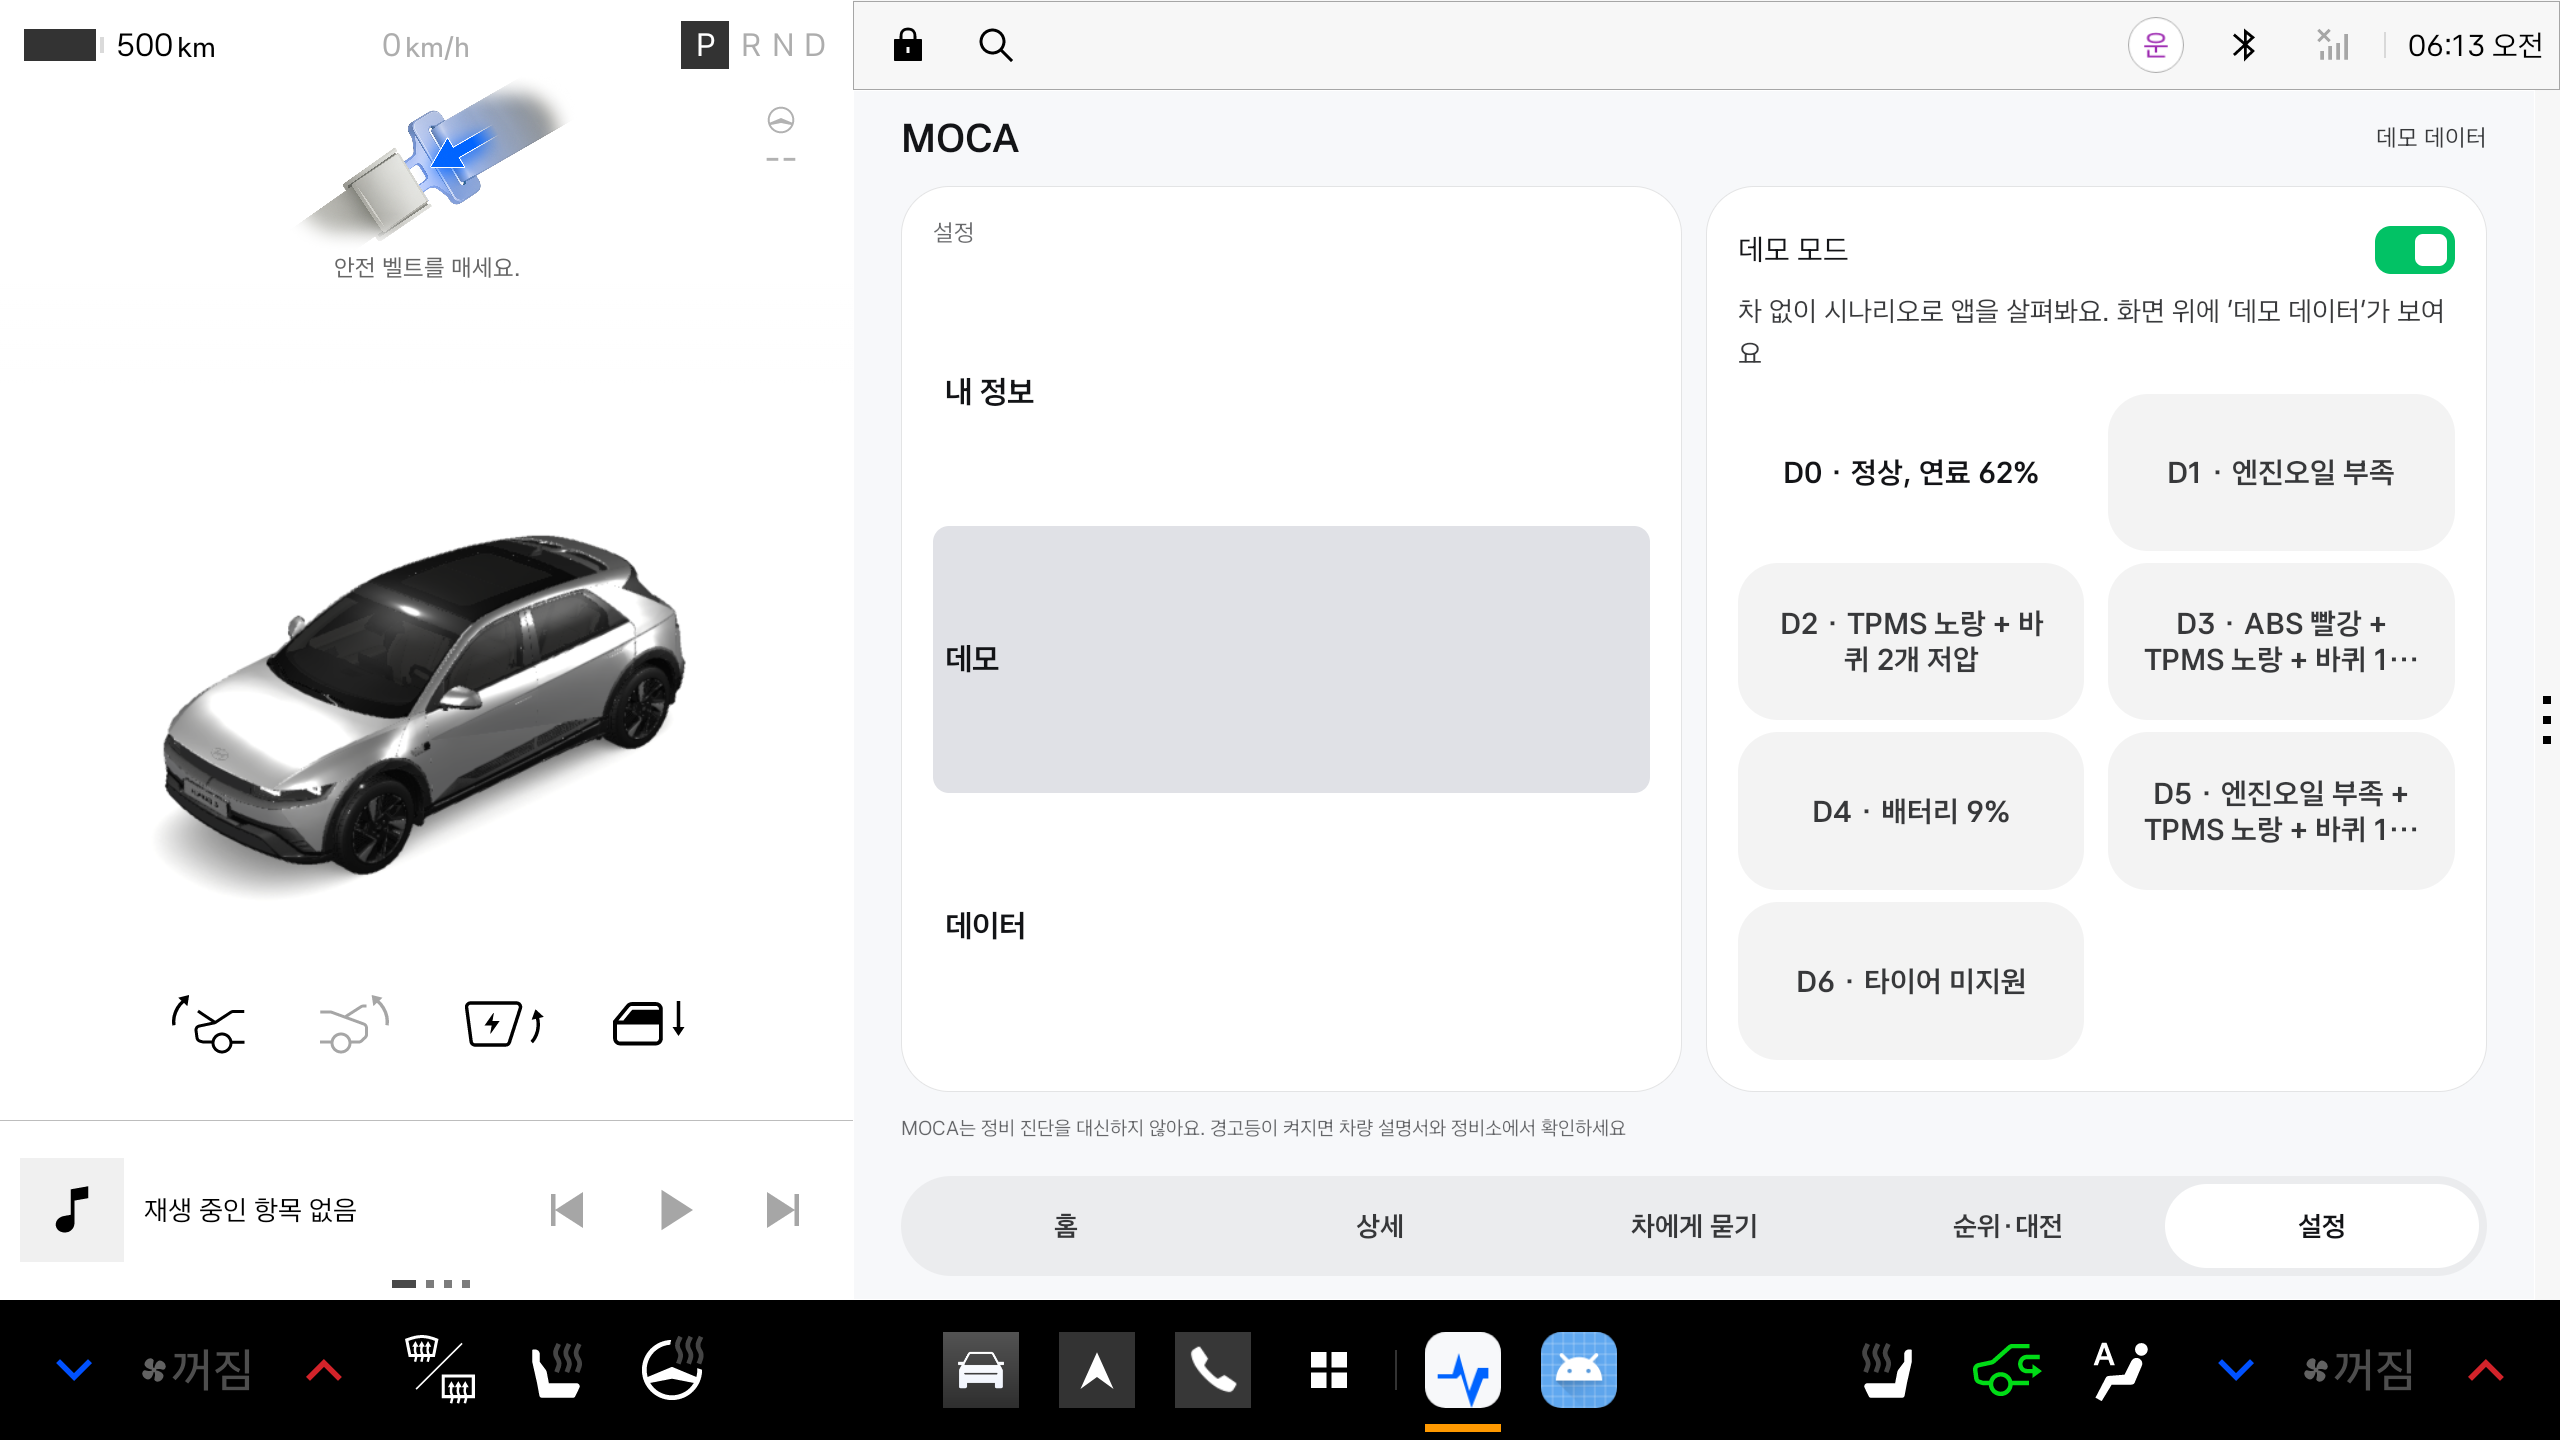 500 km
0 km/h
P R N D
운
06:13 오전
안전 벨트를 매세요.
MOCA
데모 데이터
설정
내 정보
데모
데이터
데모 모드
차 없이 시나리오로 앱을 살펴봐요. 화면 위에 '데모 데이터'가 보여
요
D0 · 정상, 연료 62%
D1 · 엔진오일 부족
D2 · TPMS 노랑 + 바
퀴 2개 저압
D3 · ABS 빨강 +
TPMS 노랑 + 바퀴 1…
D4 · 배터리 9%
D5 · 엔진오일 부족 +
TPMS 노랑 + 바퀴 1…
D6 · 타이어 미지원
MOCA는 정비 진단을 대신하지 않아요. 경고등이 켜지면 차량 설명서와 정비소에서 확인하세요
재생 중인 항목 없음
홈
상세
차에게 묻기
순위·대전
설정
꺼짐
A
꺼짐